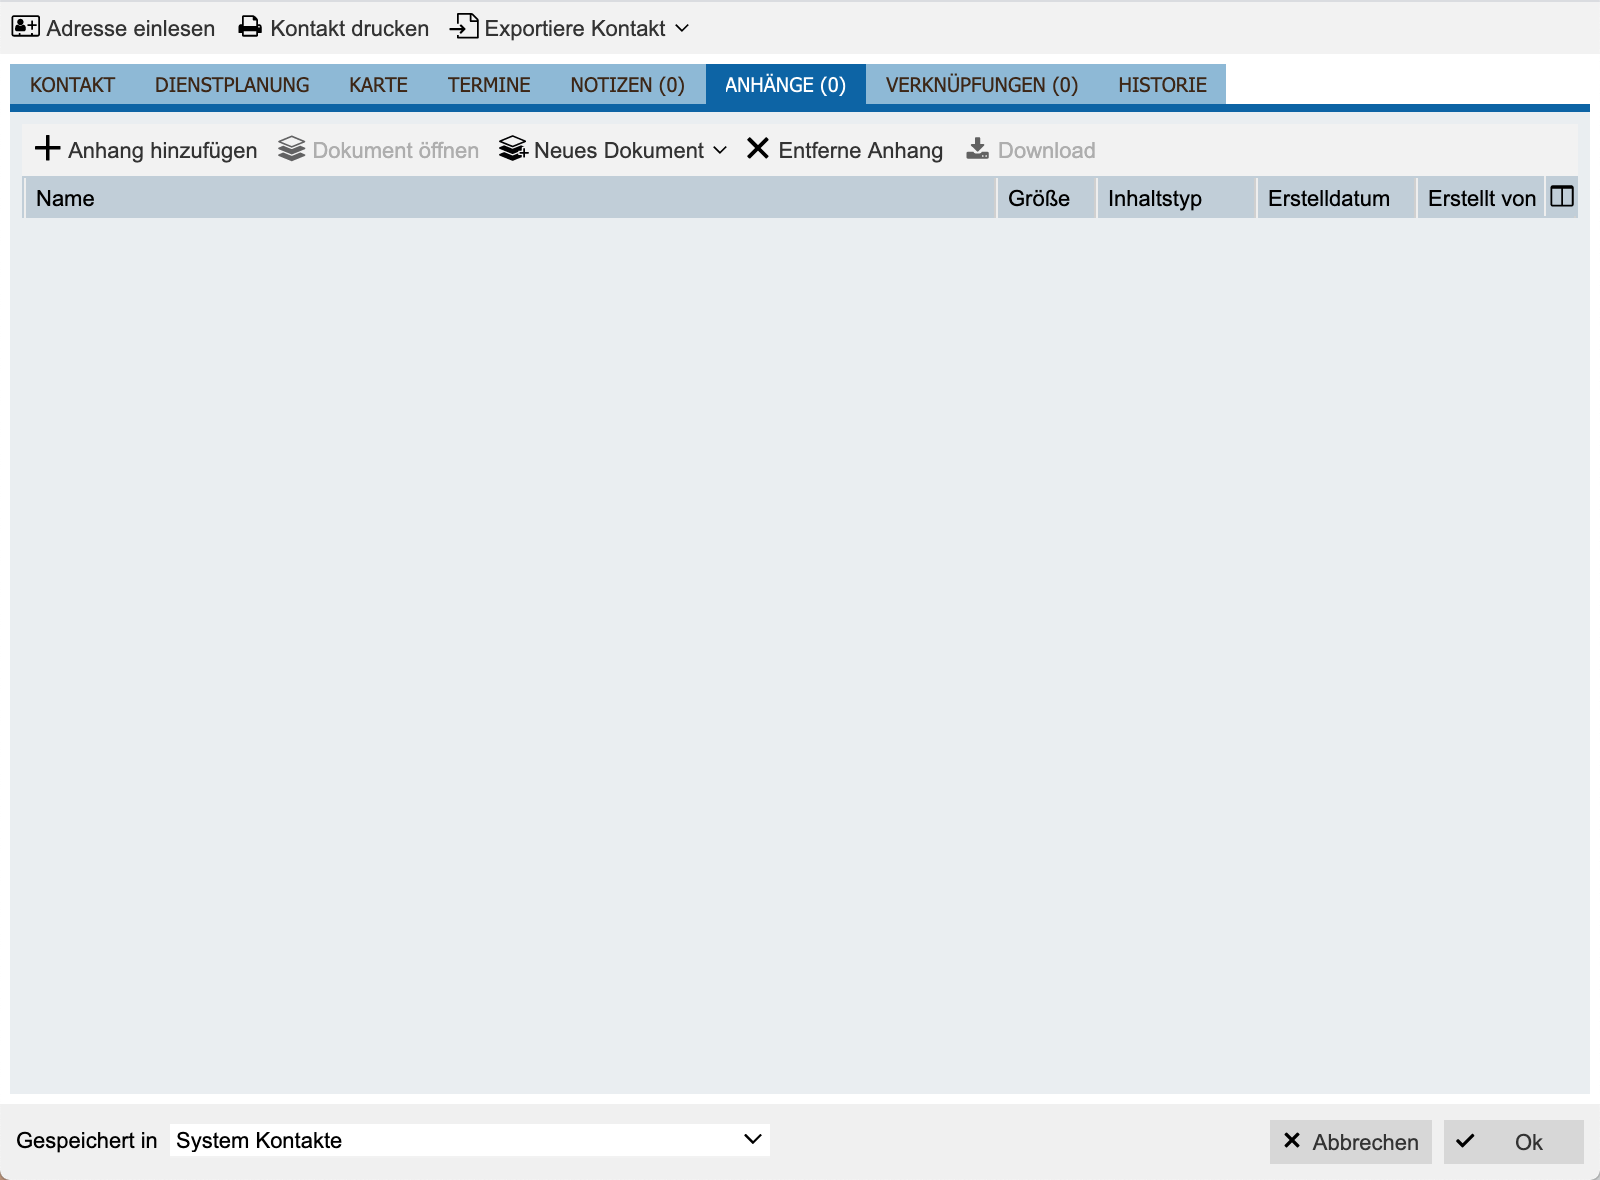 Adresse einlesen Kontakt drucken Exportiere Kontakt
KONTAKT DIENSTPLANUNG KARTE TERMINE NOTIZEN (0) ANHÄNGE (0) VERKNÜPFUNGEN (0) HISTORIE
Anhang hinzufügen Dokument öffnen Neues Dokument Entferne Anhang Download
Name Größe Inhaltstyp Erstelldatum Erstellt von
Gespeichert in System Kontakte Abbrechen Ok